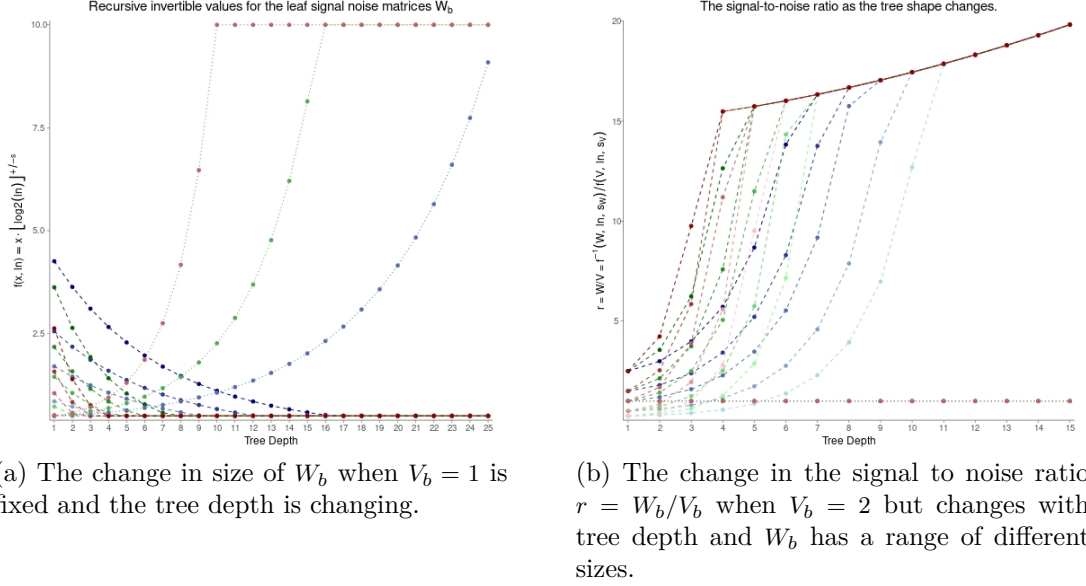 Recursive invertible values for the leaf signal noise matrices W_b
10.0
7.5
5.0
2.5
f(x, ln) = x · ⌊log2(ln)⌋^+/−s
1 2 3 4 5 6 7 8 9 10 11 12 13 14 15 16 17 18 19 20 21 22 23 24 25
Tree Depth
(a) The change in size of W_b when V_b = 1 is
fixed and the tree depth is changing.
The signal-to-noise ratio as the tree shape changes.
20
15
10
5
r = W/V = f^−1(W, ln, s_W)/f(V, ln, s_V)
1 2 3 4 5 6 7 8 9 10 11 12 13 14 15
Tree Depth
(b) The change in the signal to noise ratio
r = W_b/V_b when V_b = 2 but changes with
tree depth and W_b has a range of different
sizes.